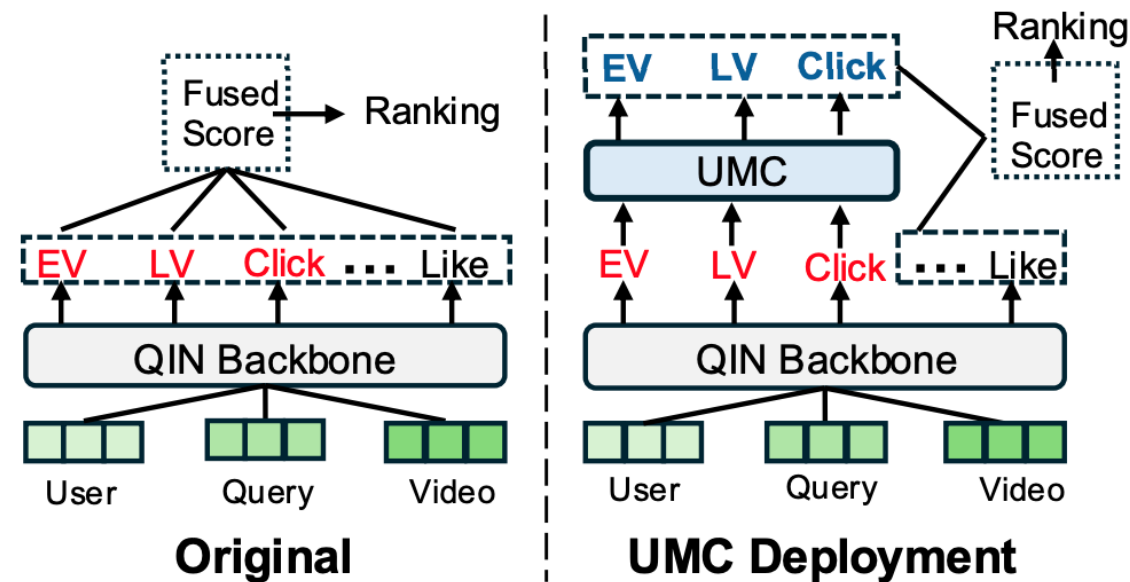 Fused
Score
Ranking
EV LV Click ... Like
QIN Backbone
User Query Video
Original
Ranking
EV LV Click
Fused
Score
UMC
EV LV Click ... Like
QIN Backbone
User Query Video
UMC Deployment